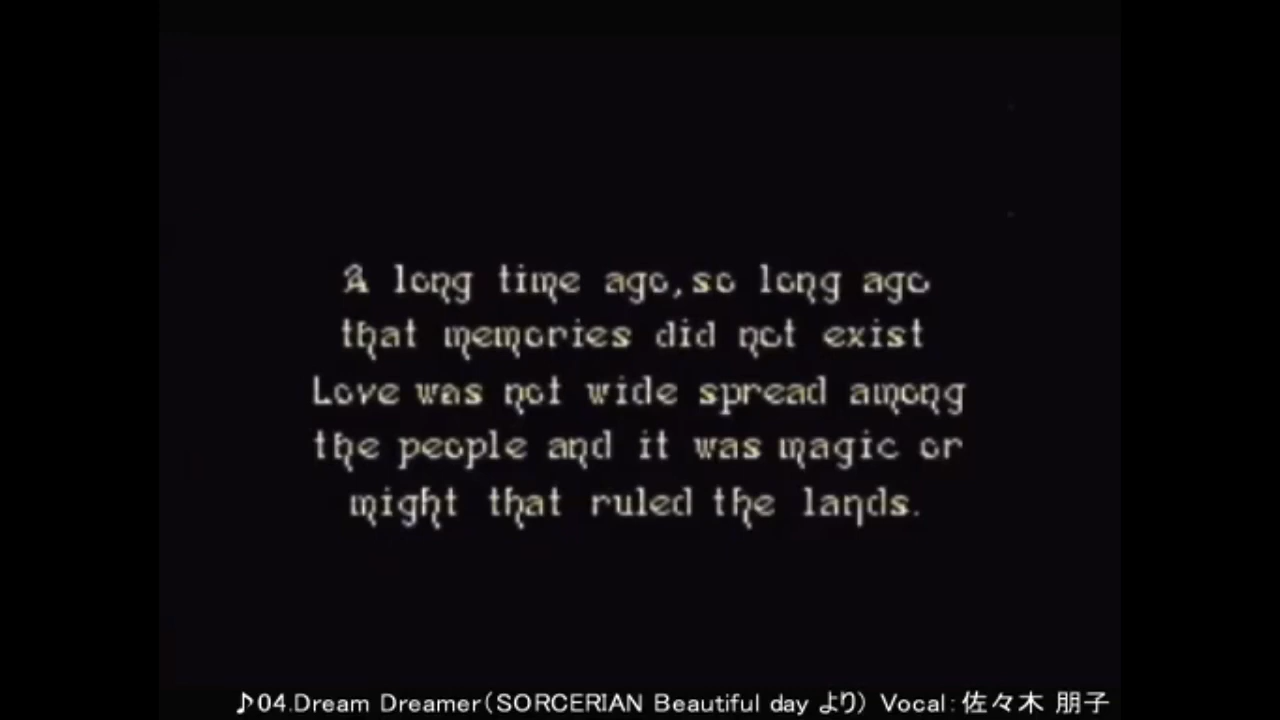 A long time ago,so long ago
that memories did not exist
Love was not wide spread among
the people and it was magic or
might that ruled the lands.
♪04.Dream Dreamer（SORCERIAN Beautiful day より） Vocal：佐々木 朋子